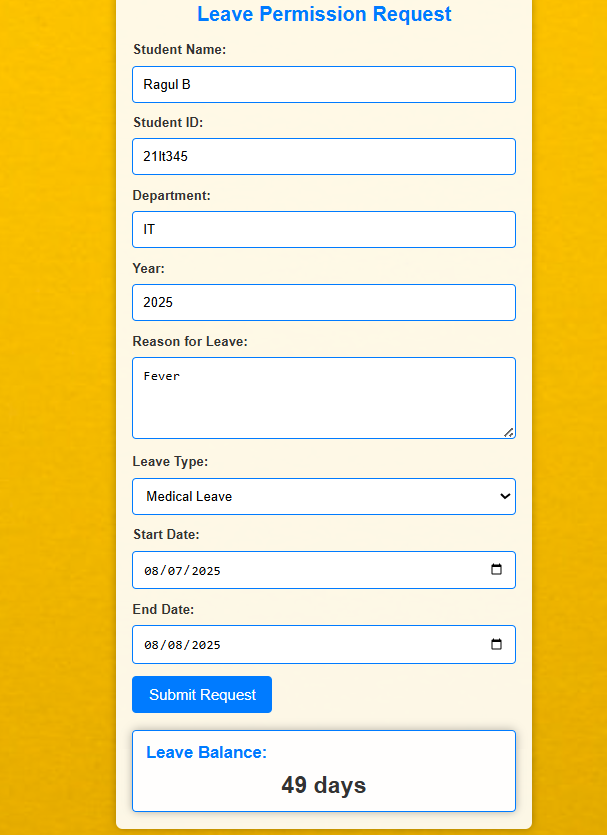 Leave Permission Request
Student Name:
Ragul B
Student ID:
21It345
Department:
IT
Year:
2025
Reason for Leave:
Fever
Leave Type:
Medical Leave
Start Date:
08/07/2025
End Date:
08/08/2025
Submit Request
Leave Balance:
49 days